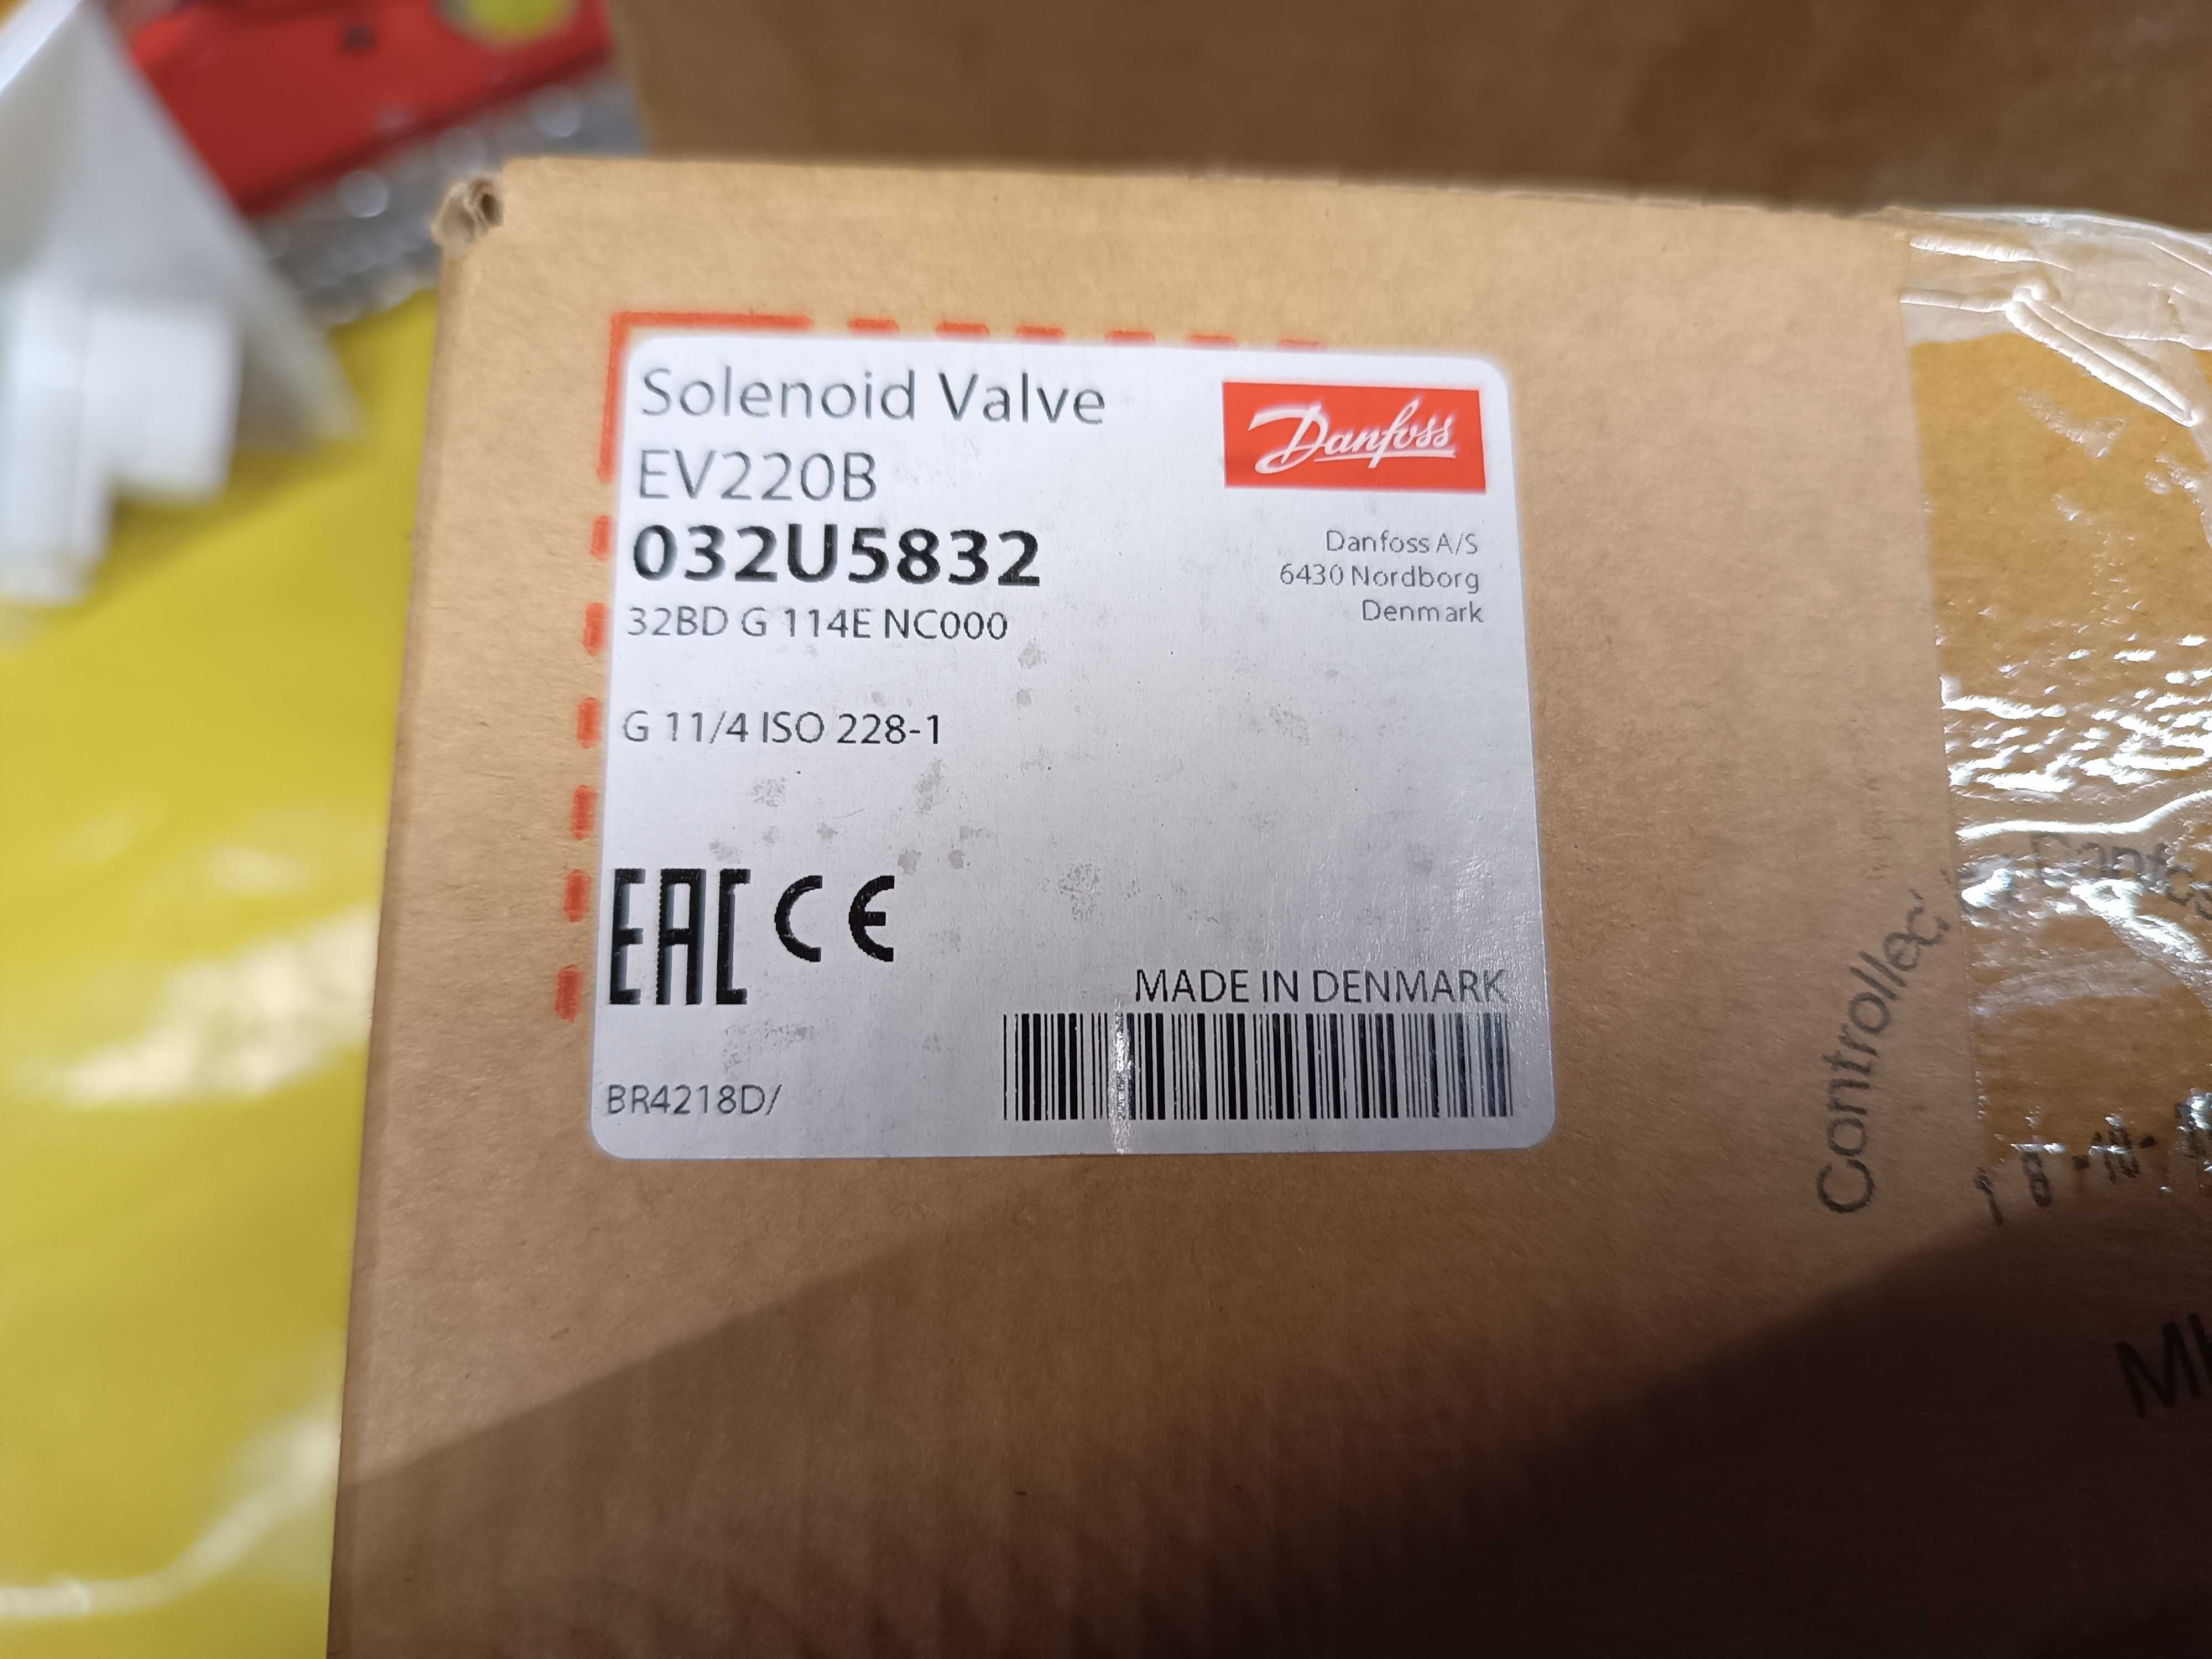 Solenoid Valve
EV220B
032U5832
32BD G 114E NC000
G 11/4 ISO 228-1
Danfoss
Danfoss A/S
6430 Nordborg
Denmark
EAC CE
MADE IN DENMARK
BR4218D/